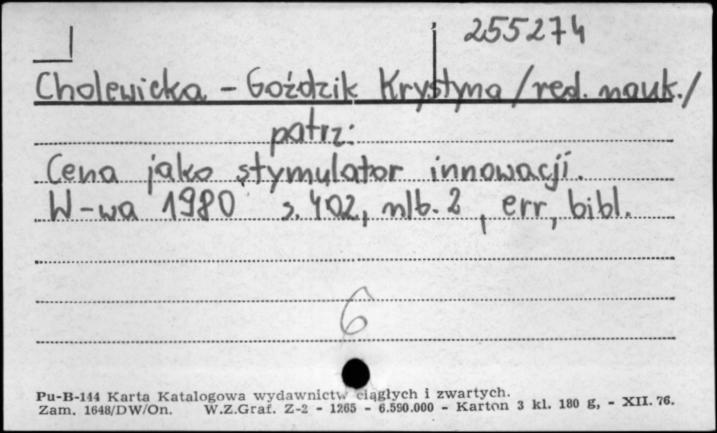 255274
Cholewicka - Goździk Krystyna /red. nauk./
patrz:
Cena jako stymulator innowacji.
W-wa 1980 s. 402, nlb. 2, err, bibl.
6
Pu-B-144 Karta Katalogowa wydawnictw ciągłych i zwartych.
Zam. 1648/DW/On. W.Z.Graf. Z-2 - 1265 - 6.590.000 - Karton 3 kl. 180 g, - XII. 76.